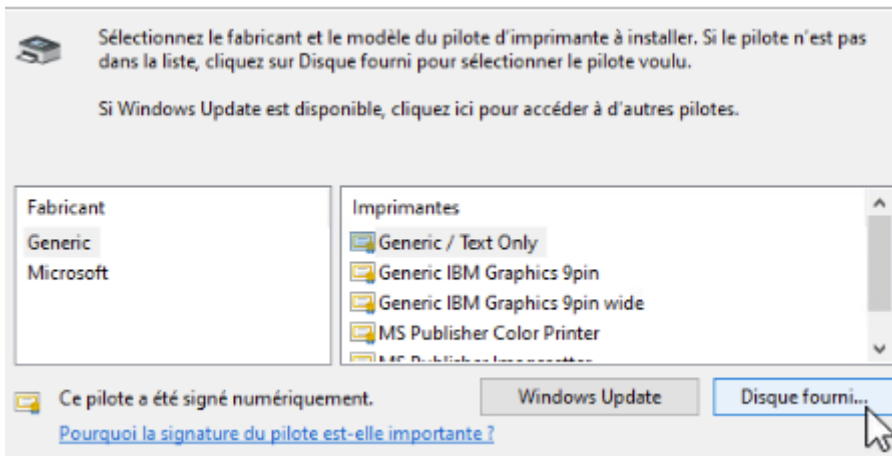 Sélectionnez le fabricant et le modèle du pilote d'imprimante à installer. Si le pilote n'est pas
dans la liste, cliquez sur Disque fourni pour sélectionner le pilote voulu.
Si Windows Update est disponible, cliquez ici pour accéder à d'autres pilotes.
Fabricant
Generic
Microsoft
Imprimantes
Generic / Text Only
Generic IBM Graphics 9pin
Generic IBM Graphics 9pin wide
MS Publisher Color Printer
MS Publisher Imagesetter
Ce pilote a été signé numériquement.
Windows Update
Disque fourni...
Pourquoi la signature du pilote est-elle importante ?